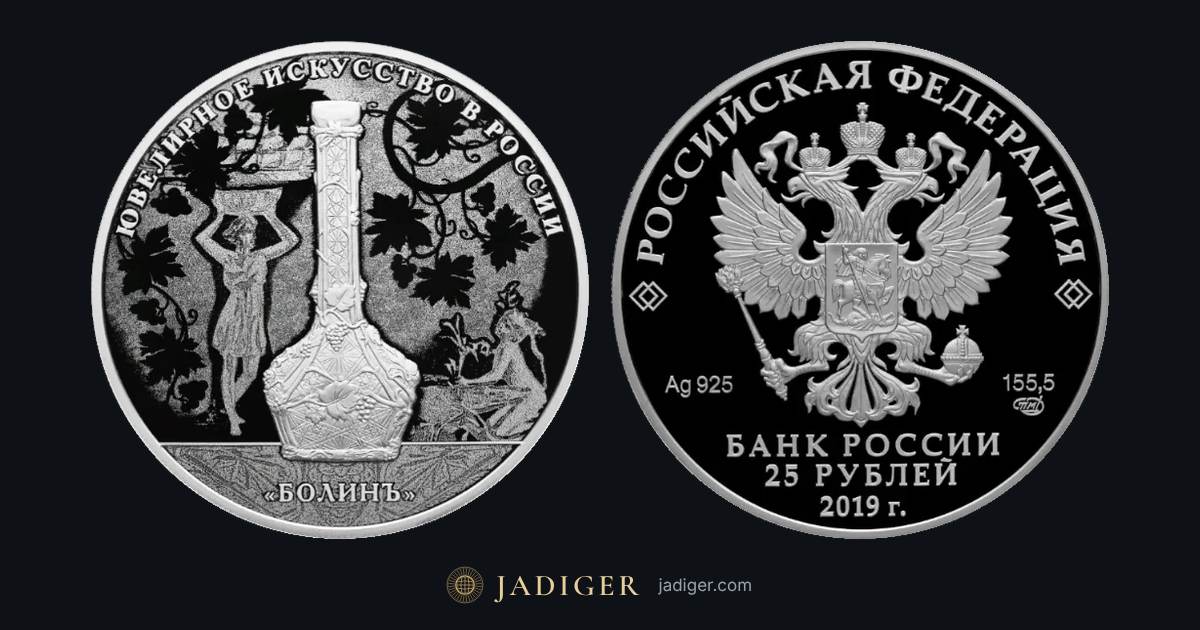 ЮВЕЛИРНОЕ ИСКУССТВО В РОССИИ
«БОЛИНЪ»
РОССИЙСКАЯ ФЕДЕРАЦИЯ
Ag 925
155,5
БАНК РОССИИ
25 РУБЛЕЙ
2019 г.
JADIGER jadiger.com